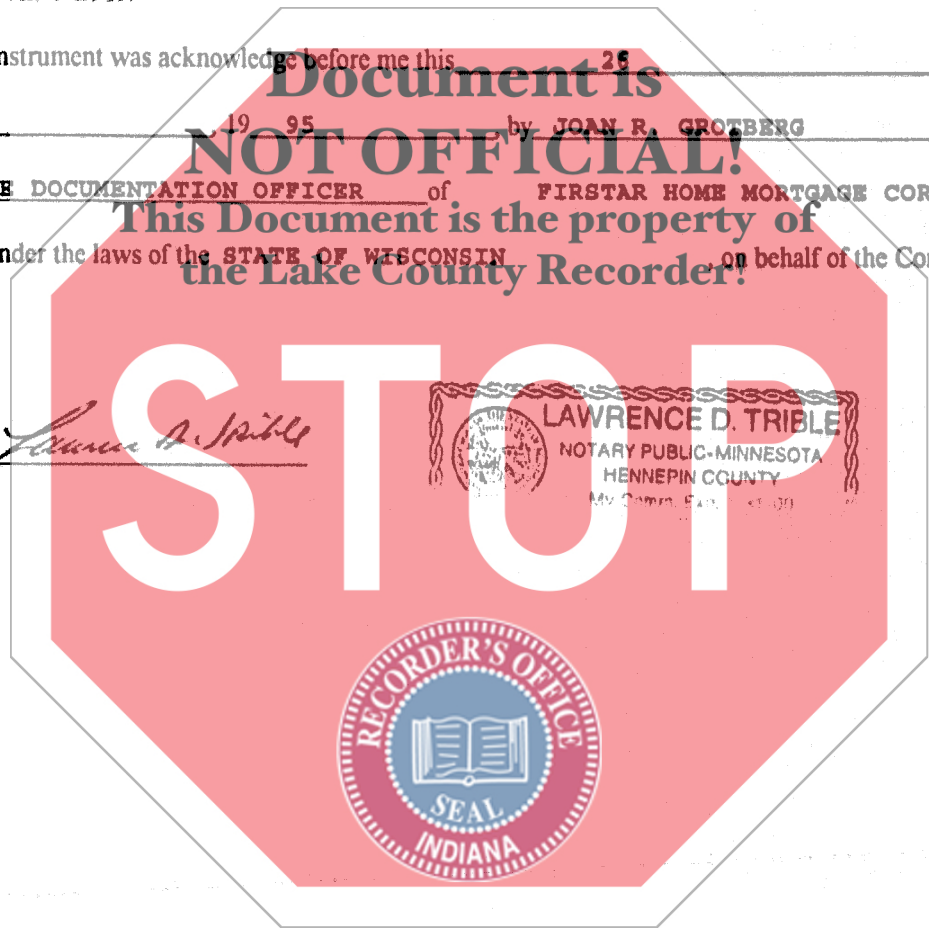 nstrument was acknowledge before me this 26
Document is
19 95, by JOAN R. GROTBERG
NOT OFFICIAL!
E DOCUMENTATION OFFICER of FIRSTAR HOME MORTGAGE COR
This Document is the property of
nder the laws of the STATE OF WISCONSIN, on behalf of the Co
the Lake County Recorder!
STOP
LAWRENCE D. TRIBLE
NOTARY PUBLIC-MINNESOTA
HENNEPIN COUNTY
My Comm. Exp.
RECORDER'S OFFICE
SEAL
INDIANA